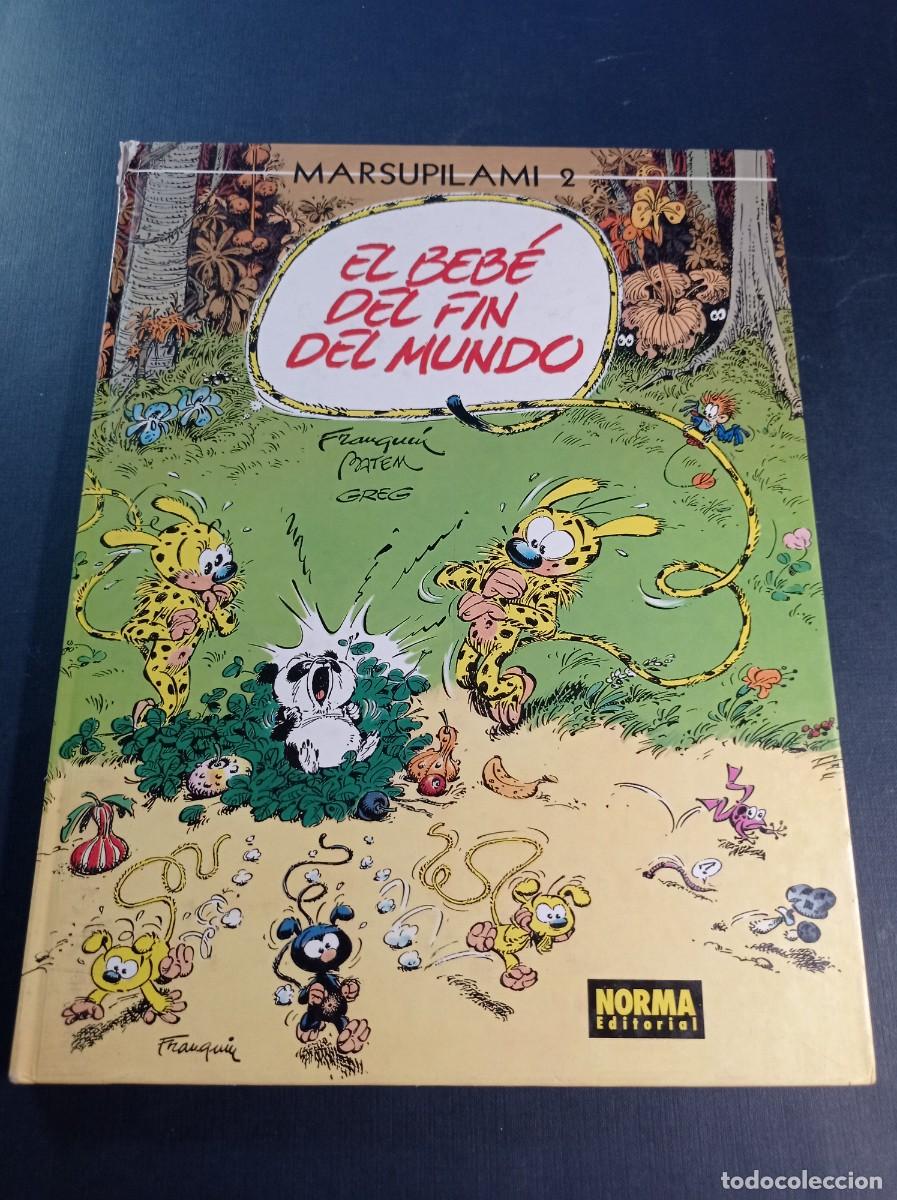 MARSUPILAMI 2
EL BEBÉ
DEL FIN
DEL MUNDO
Franquin
BATEM
GREG
!?
NORMA
Editorial
Franquin
todocoleccion